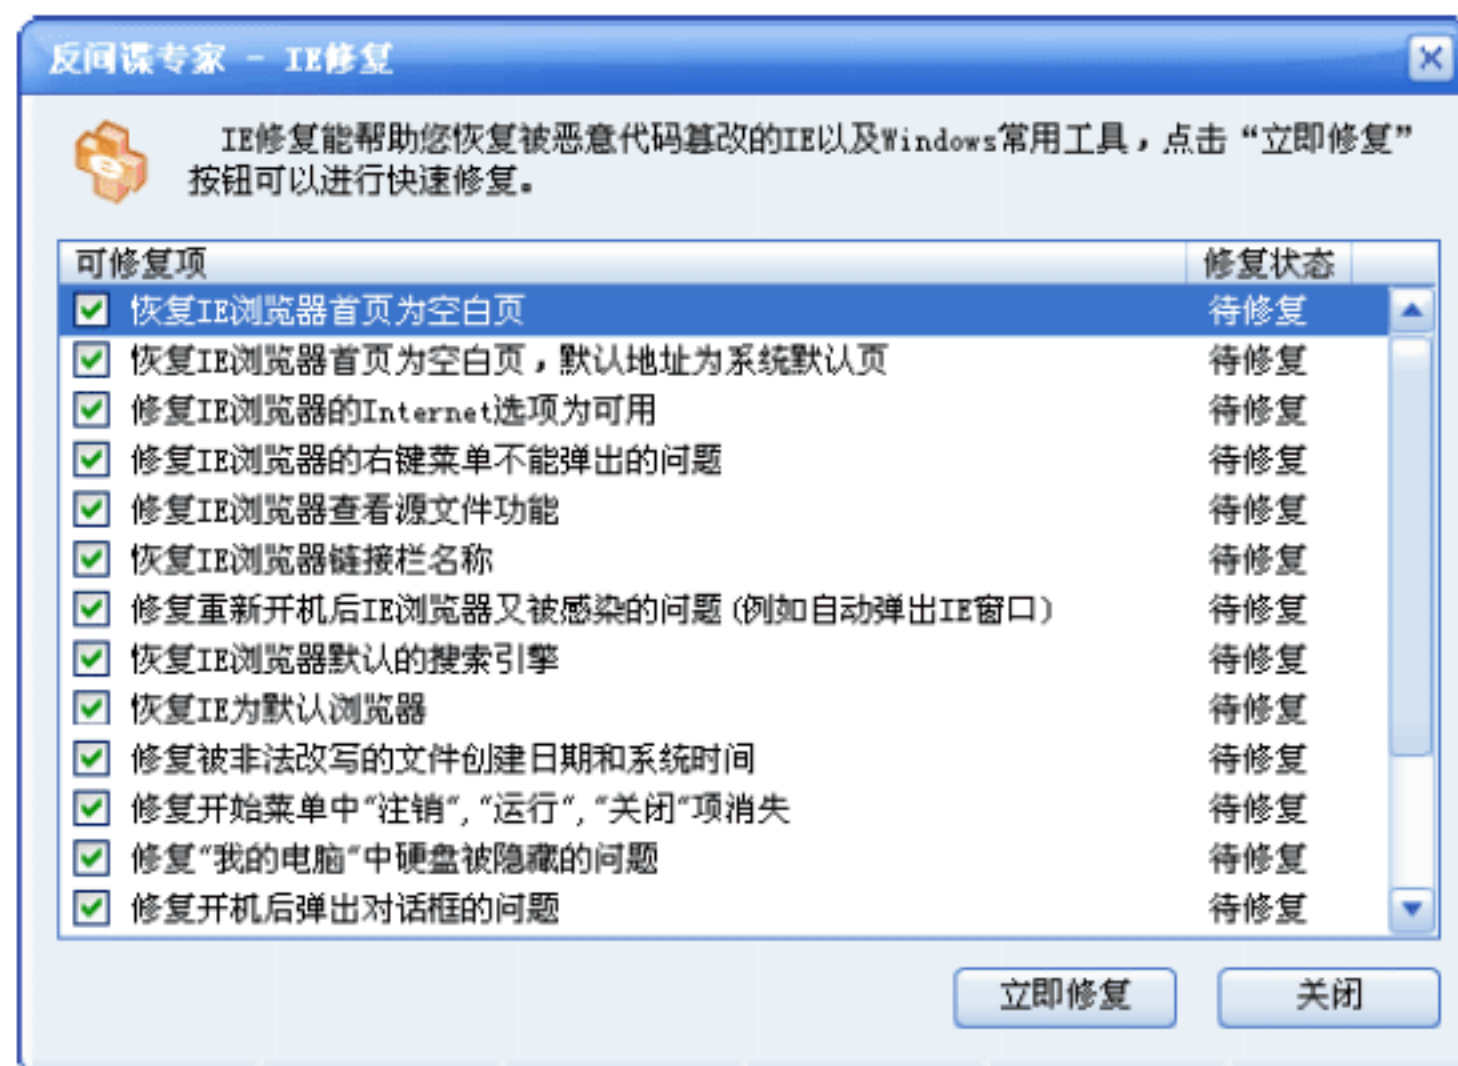 反间谍专家 - IE修复
IE修复能帮助您恢复被恶意代码篡改的IE以及Windows常用工具，点击“立即修复”
按钮可以进行快速修复。
可修复项 修复状态
恢复IE浏览器首页为空白页 待修复
恢复IE浏览器首页为空白页，默认地址为系统默认页 待修复
修复IE浏览器的Internet选项为可用 待修复
修复IE浏览器的右键菜单不能弹出的问题 待修复
修复IE浏览器查看源文件功能 待修复
恢复IE浏览器链接栏名称 待修复
修复重新开机后IE浏览器又被感染的问题(例如自动弹出IE窗口) 待修复
恢复IE浏览器默认的搜索引擎 待修复
恢复IE为默认浏览器 待修复
修复被非法改写的文件创建日期和系统时间 待修复
修复开始菜单中"注销","运行","关闭"项消失 待修复
修复"我的电脑"中硬盘被隐藏的问题 待修复
修复开机后弹出对话框的问题 待修复
立即修复 关闭